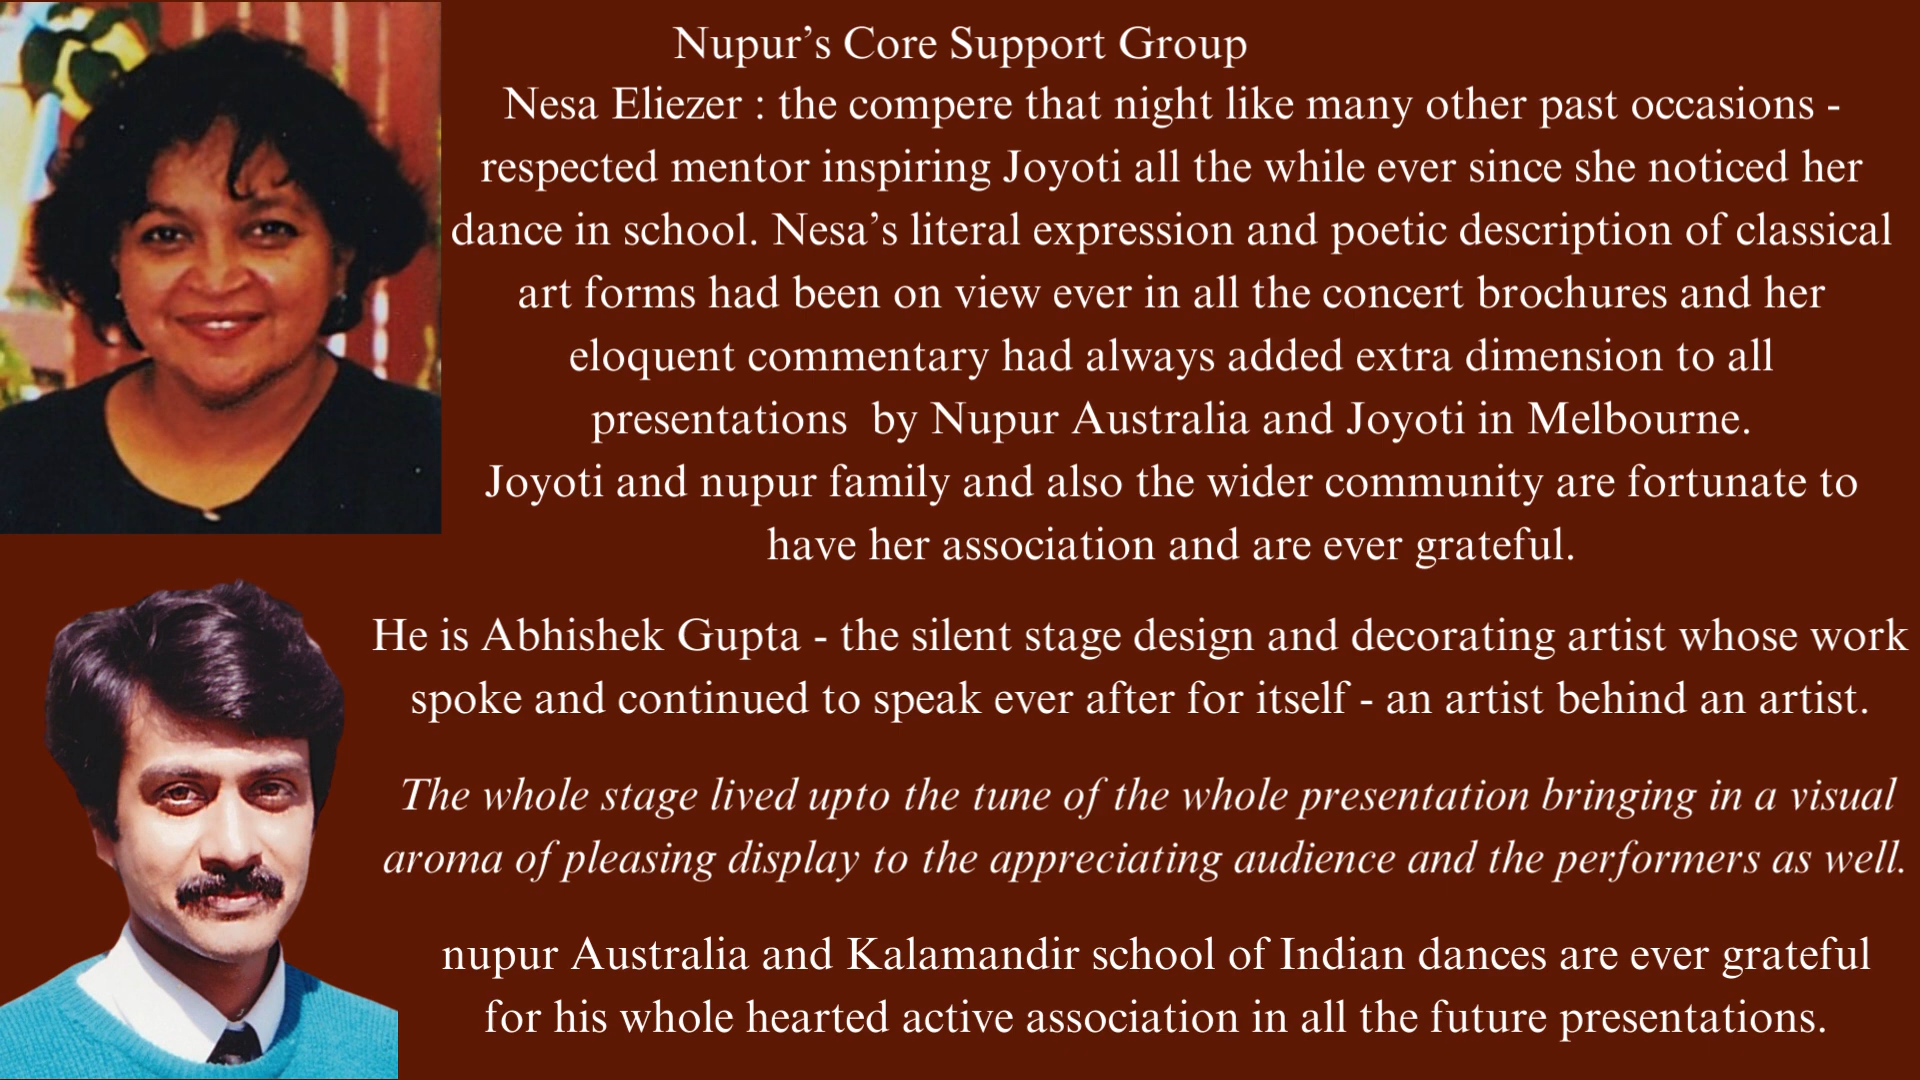 Nupur’s Core Support Group
Nesa Eliezer : the compere that night like many other past occasions -
respected mentor inspiring Joyoti all the while ever since she noticed her
dance in school. Nesa’s literal expression and poetic description of classical
art forms had been on view ever in all the concert brochures and her
eloquent commentary had always added extra dimension to all
presentations  by Nupur Australia and Joyoti in Melbourne.
Joyoti and nupur family and also the wider community are fortunate to
have her association and are ever grateful.
He is Abhishek Gupta - the silent stage design and decorating artist whose work
spoke and continued to speak ever after for itself - an artist behind an artist.
The whole stage lived upto the tune of the whole presentation bringing in a visual
aroma of pleasing display to the appreciating audience and the performers as well.
nupur Australia and Kalamandir school of Indian dances are ever grateful
for his whole hearted active association in all the future presentations.